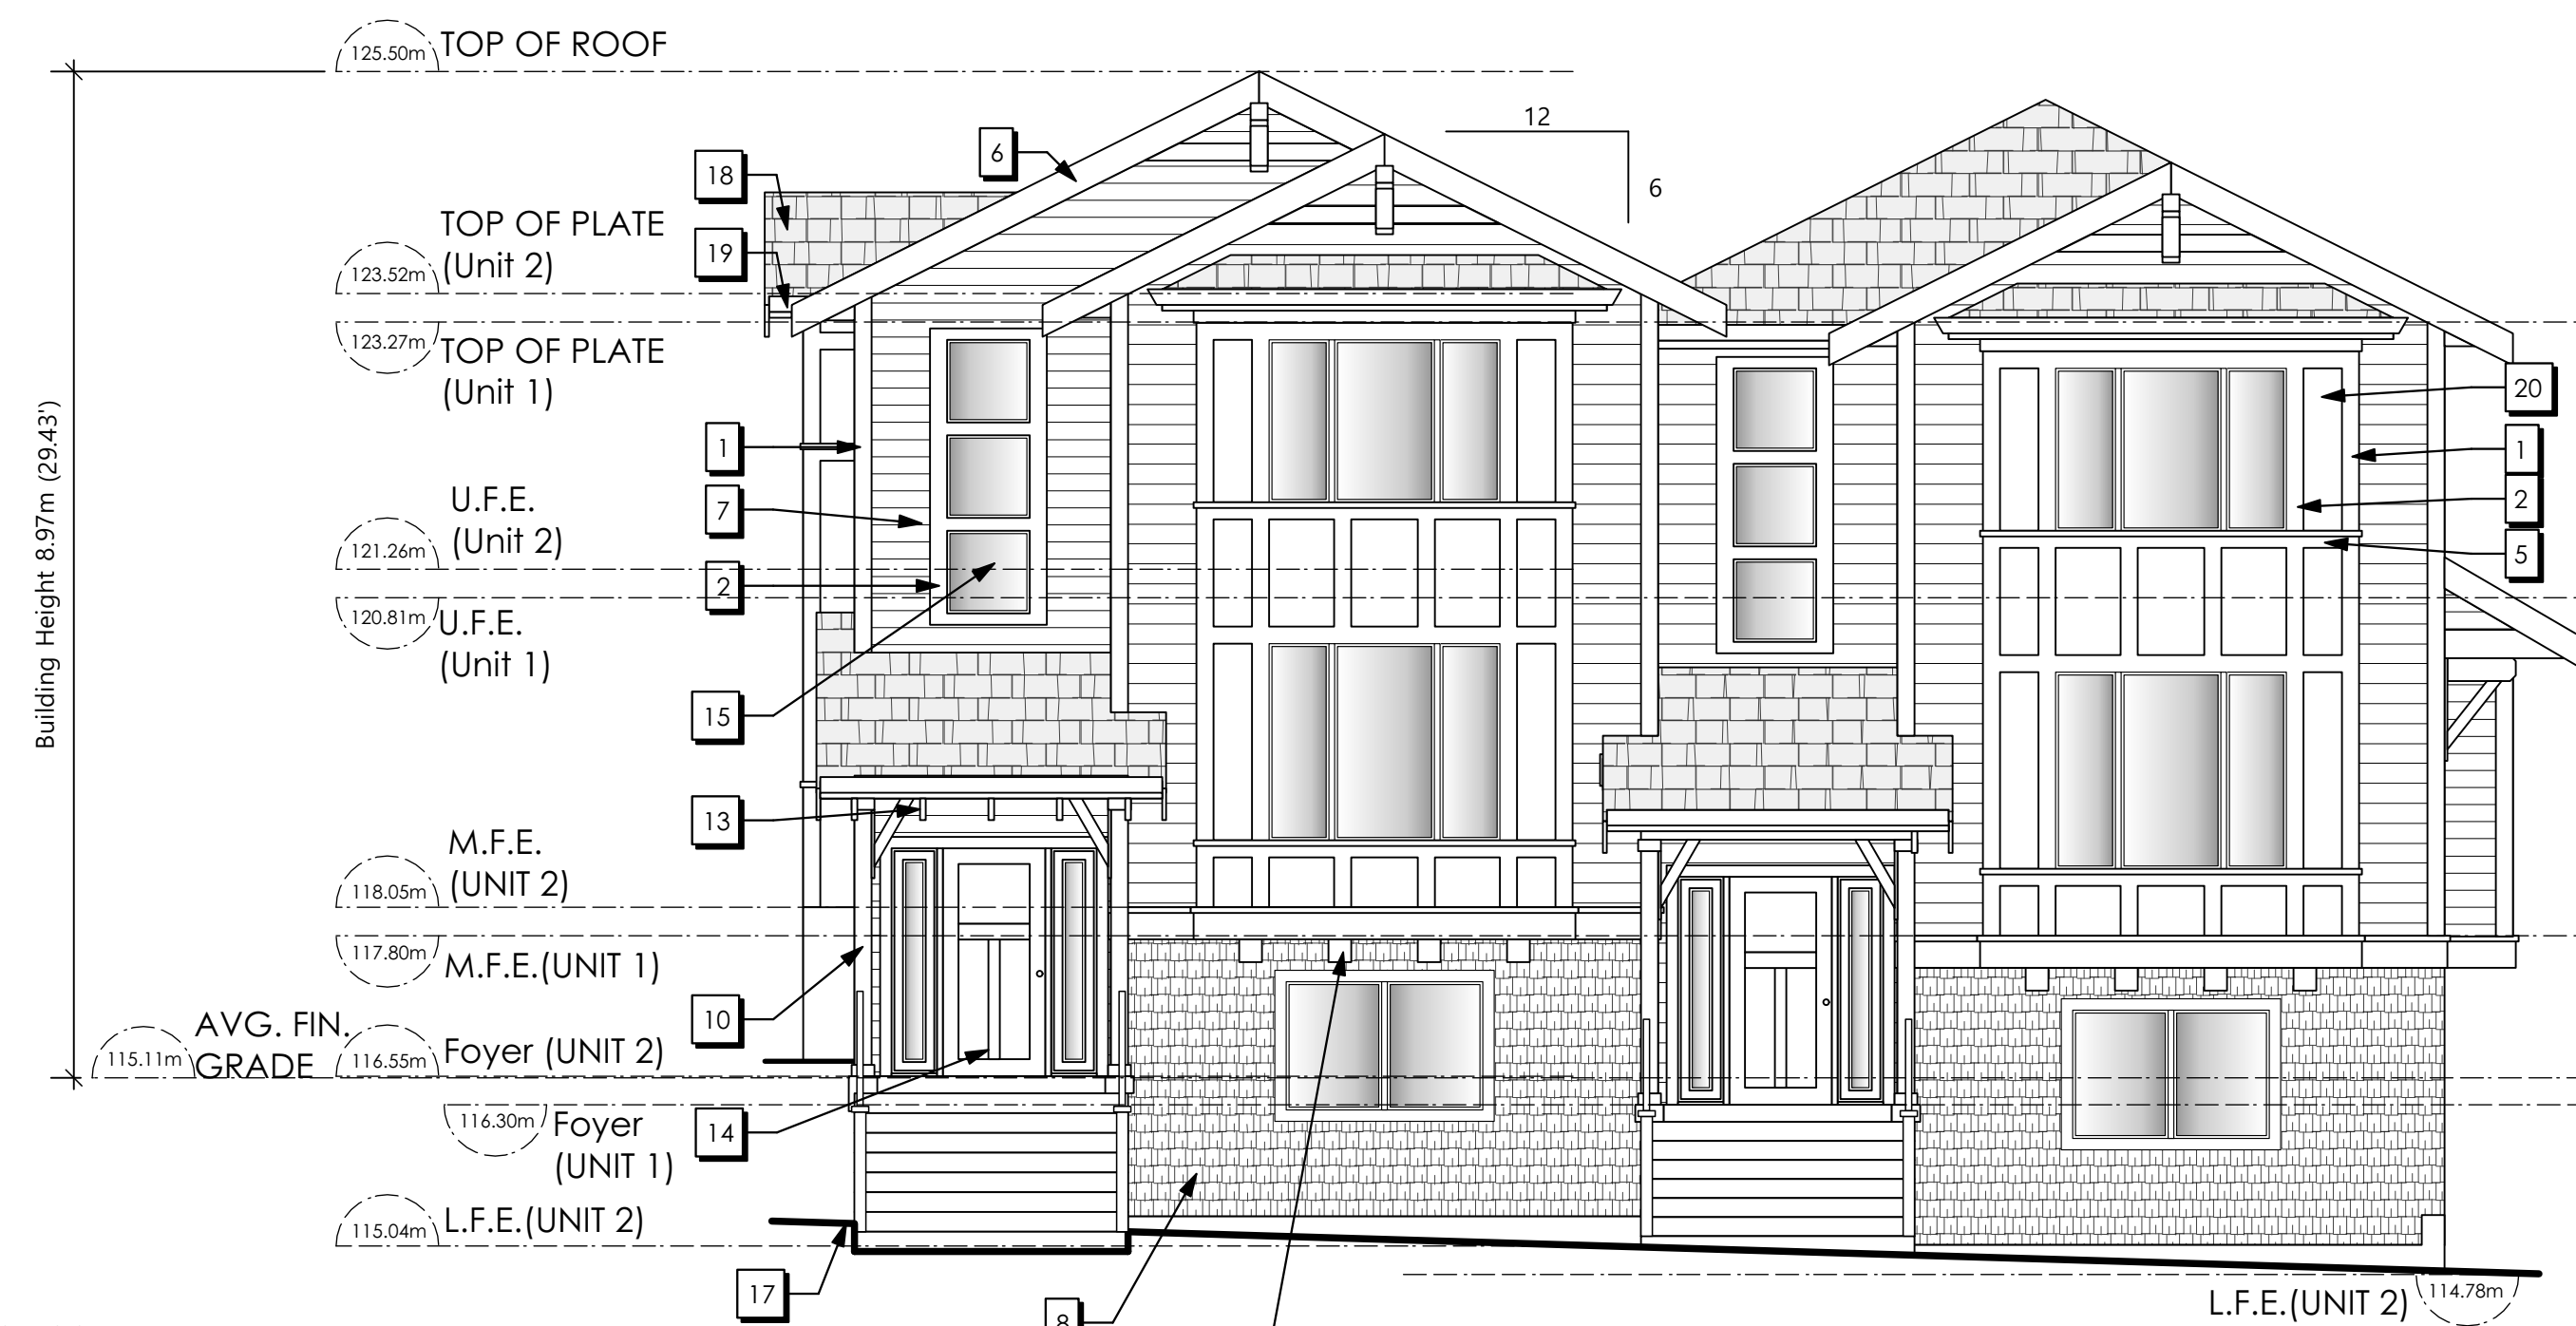 125.50m TOP OF ROOF
12
6
6
18
TOP OF PLATE
(Unit 2)
123.52m
19
123.27m
TOP OF PLATE
(Unit 1)
20
1
1
2
7
5
U.F.E.
(Unit 2)
121.26m
2
120.81m
U.F.E.
(Unit 1)
15
Building Height 8.97m (29.43')
13
M.F.E.
(UNIT 2)
118.05m
117.80m M.F.E.(UNIT 1)
10
AVG. FIN.
GRADE
115.11m
116.55m Foyer (UNIT 2)
116.30m Foyer
(UNIT 1)
14
115.04m L.F.E.(UNIT 2)
17
8
L.F.E.(UNIT 2) 114.78m